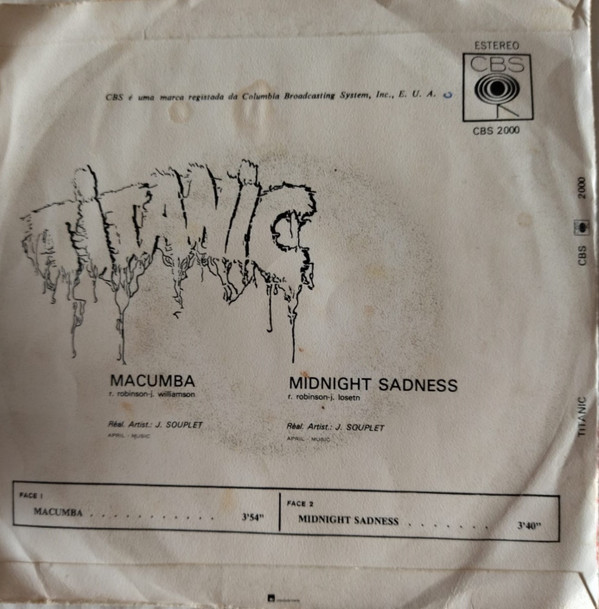 ESTEREO
CBS
CBS 2000
CBS é uma marca registada da Columbia Broadcasting System, Inc., E. U. A.
TITANIC
MACUMBA
r. robinson-j. williamson
Réal. Artist.: J. SOUPLET
APRIL - MUSIC
MIDNIGHT SADNESS
r. robinson-j. losetn
Réal. Artist.: J. SOUPLET
APRIL - MUSIC
FACE 1
MACUMBA . . . . . . . . . . . . 3'54"
FACE 2
MIDNIGHT SADNESS . . . . . . . 3'40"
TITANIC CBS 2000